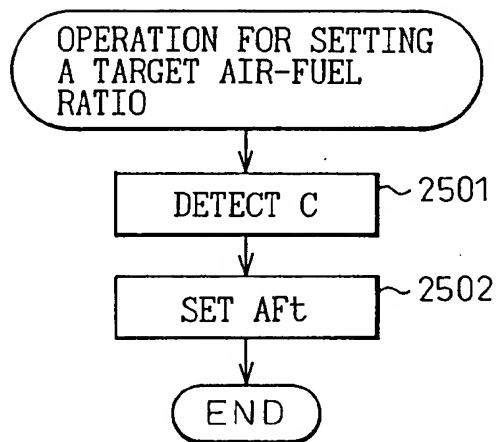 OPERATION FOR SETTING
A TARGET AIR-FUEL
RATIO
DETECT C
2501
SET AFt
2502
END